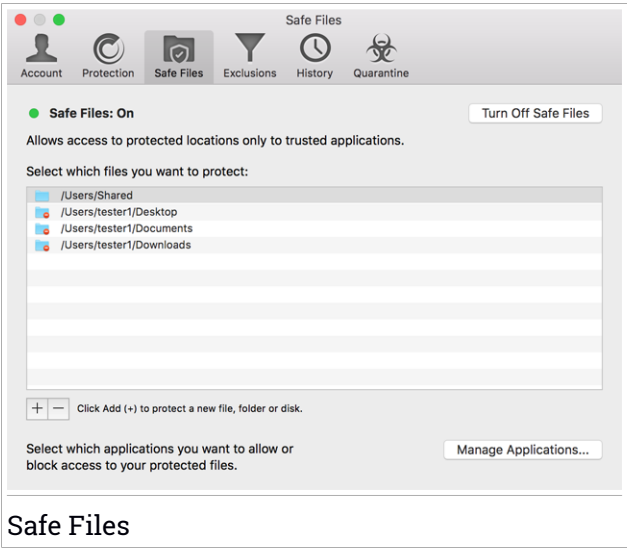 Safe Files
Account Protection Safe Files Exclusions History Quarantine
Safe Files: On
Turn Off Safe Files
Allows access to protected locations only to trusted applications.
Select which files you want to protect:
/Users/Shared
/Users/tester1/Desktop
/Users/tester1/Documents
/Users/tester1/Downloads
+ − Click Add (+) to protect a new file, folder or disk.
Select which applications you want to allow or
block access to your protected files.
Manage Applications...
Safe Files